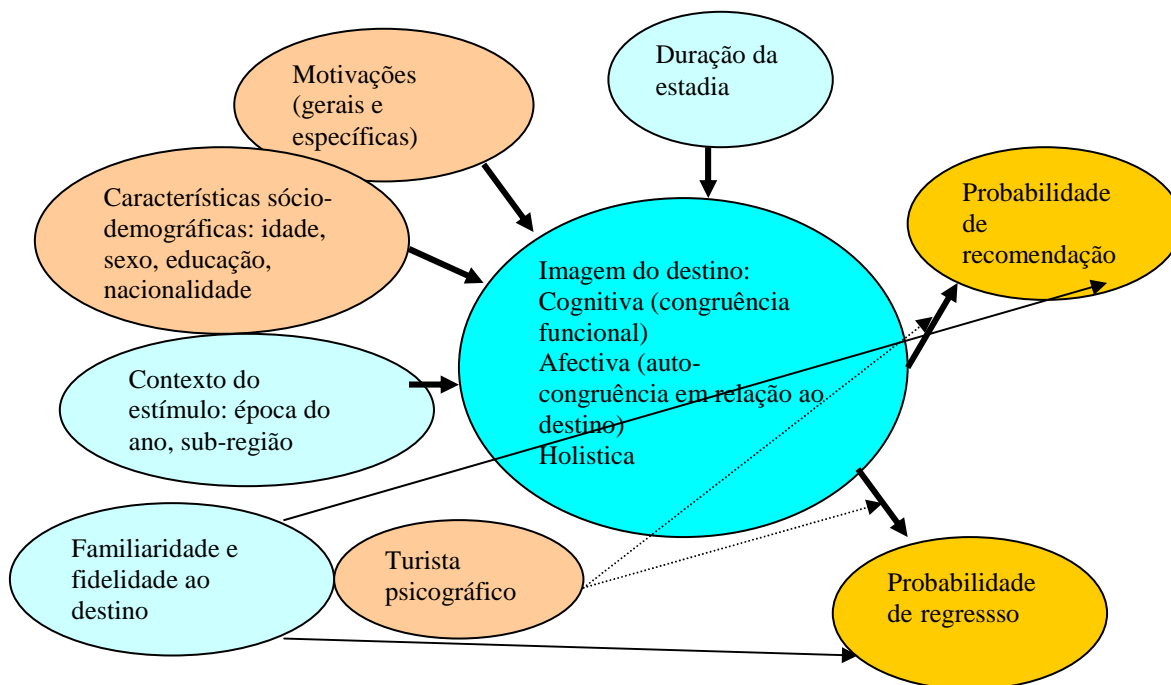 Motivações
(gerais e
específicas)
Duração da
estadia
Características sócio-
demográficas: idade,
sexo, educação,
nacionalidade
Probabilidade
de
recomendação
Imagem do destino:
Cognitiva (congruência
funcional)
Afectiva (auto-
congruência em relação ao
destino)
Holistica
Contexto do
estímulo: época do
ano, sub-região
Familiaridade e
fidelidade ao
destino
Turista
psicográfico
Probabilidade
de regressso